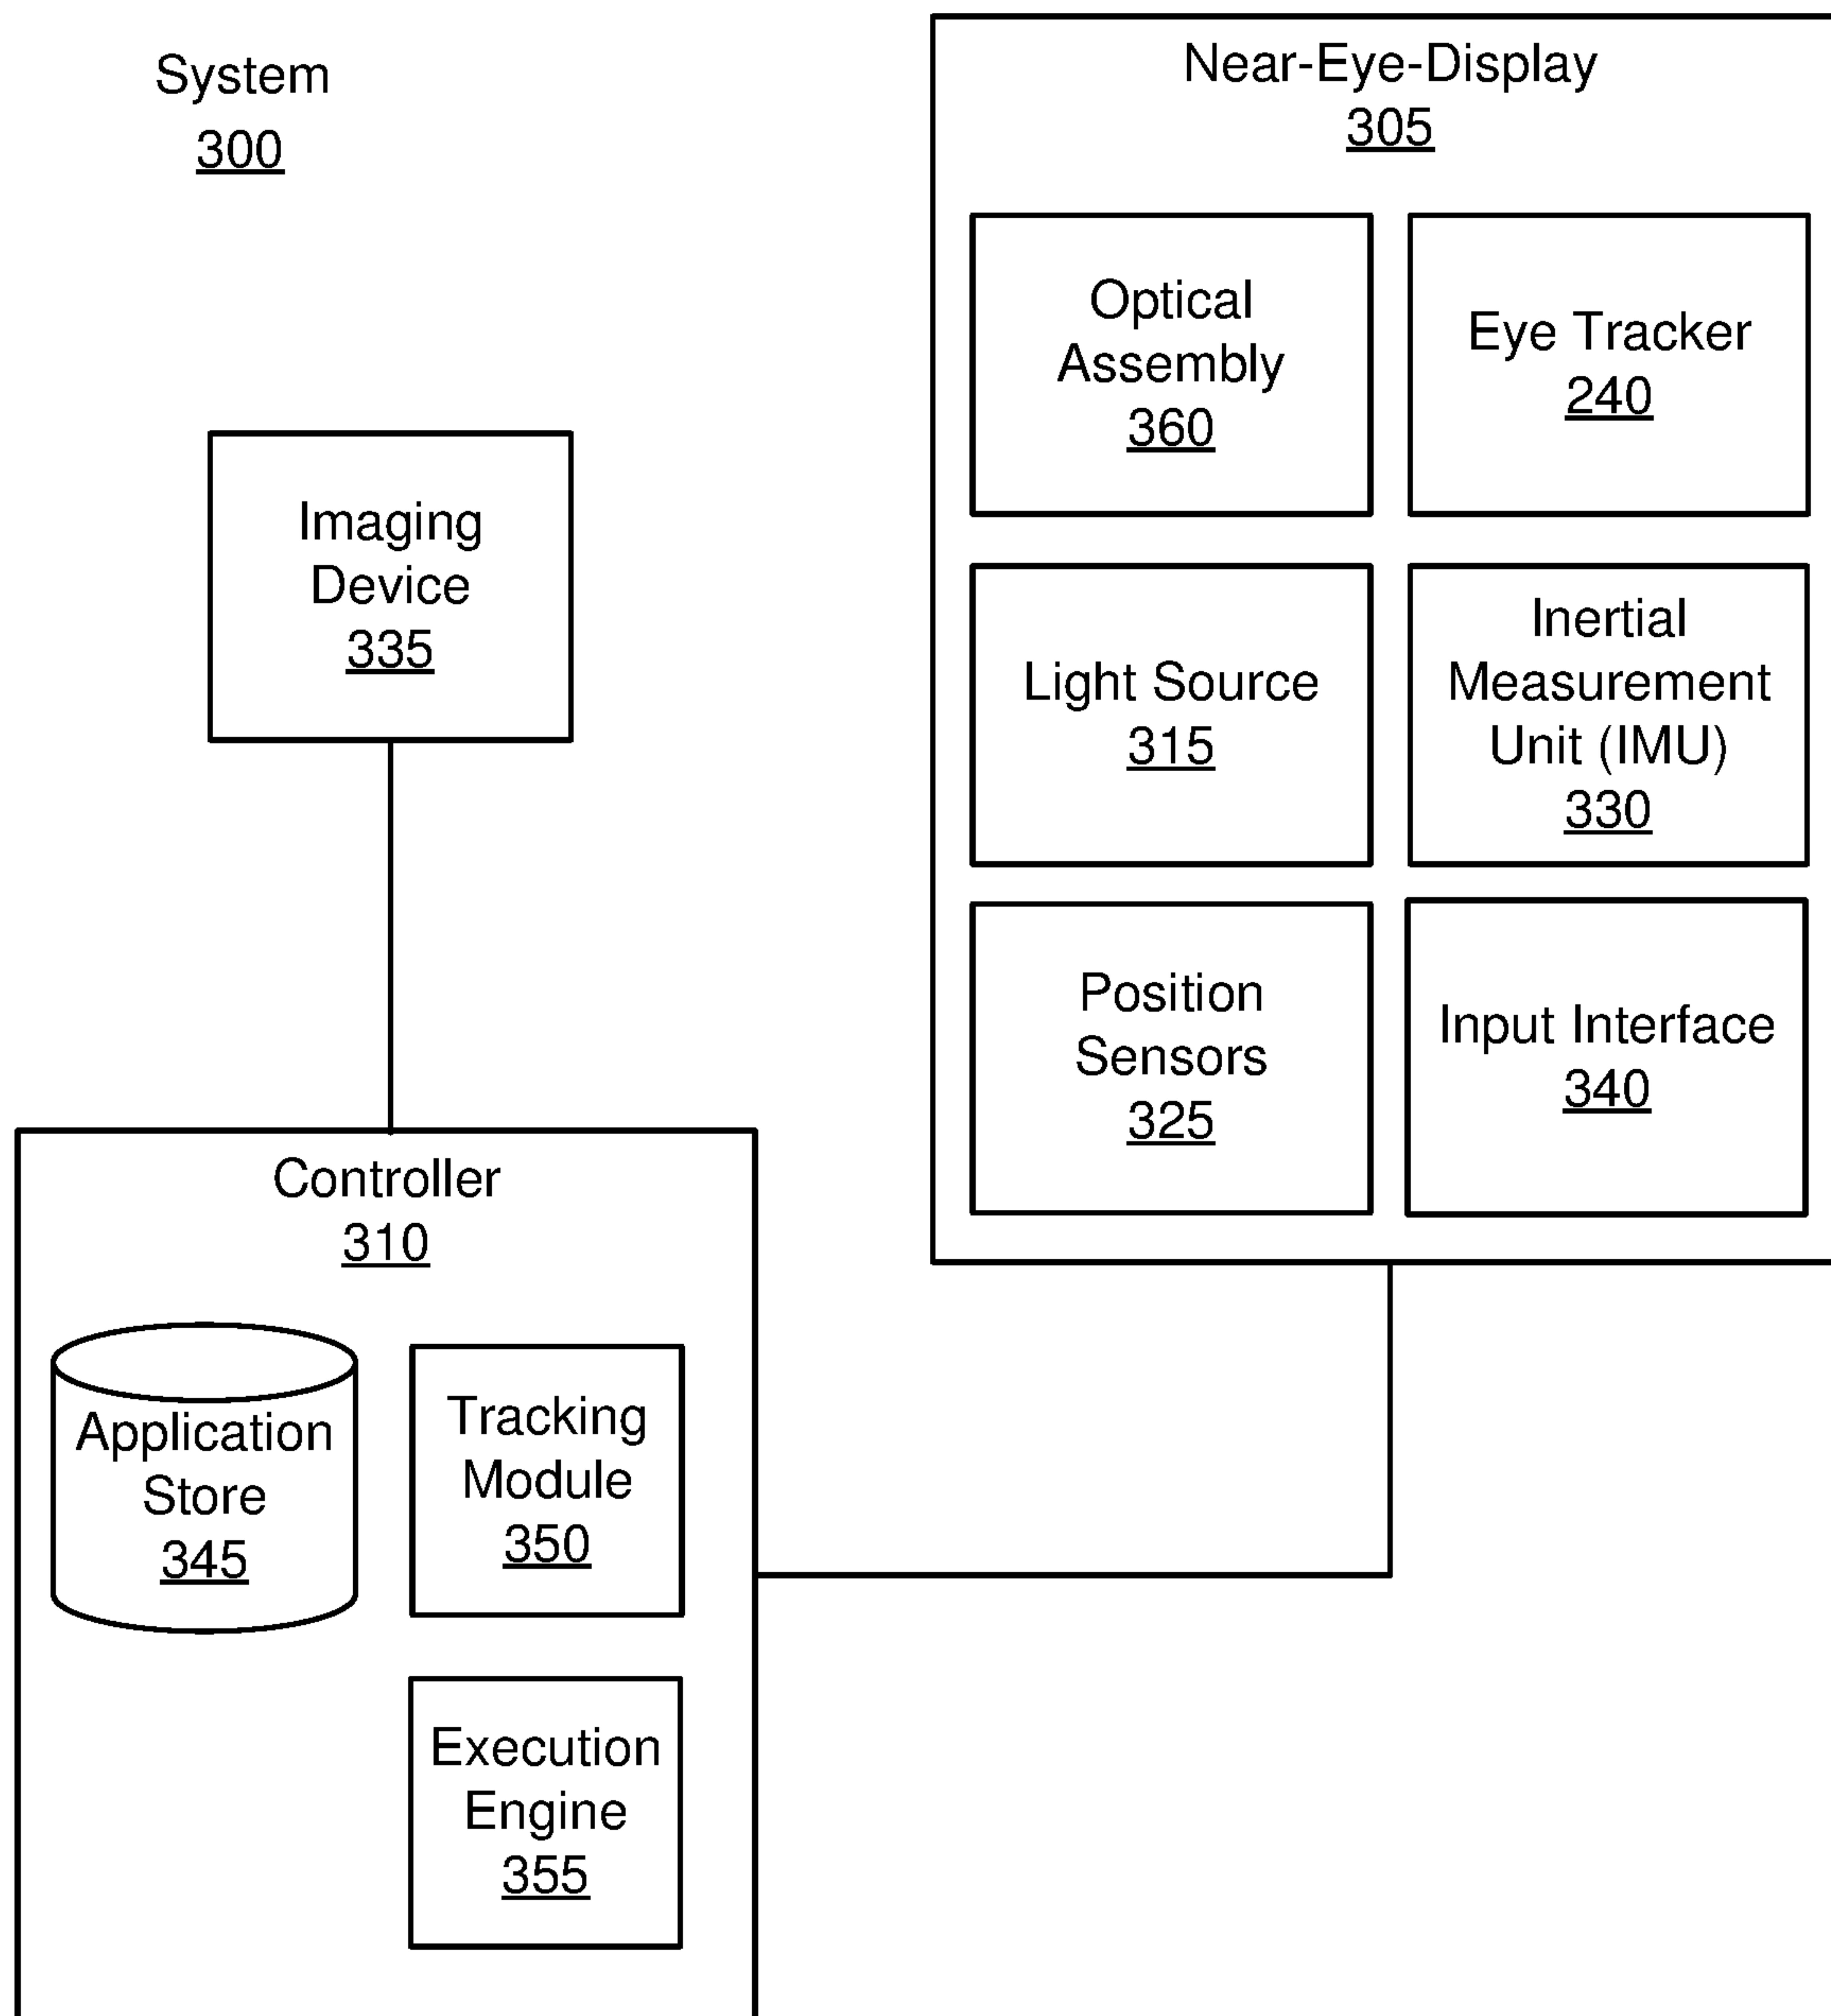 System
300
Near-Eye-Display
305
Optical
Assembly
360
Eye Tracker
240
Imaging
Device
335
Light Source
315
Inertial
Measurement
Unit (IMU)
330
Position
Sensors
325
Input Interface
340
Controller
310
Application
Store
345
Tracking
Module
350
Execution
Engine
355